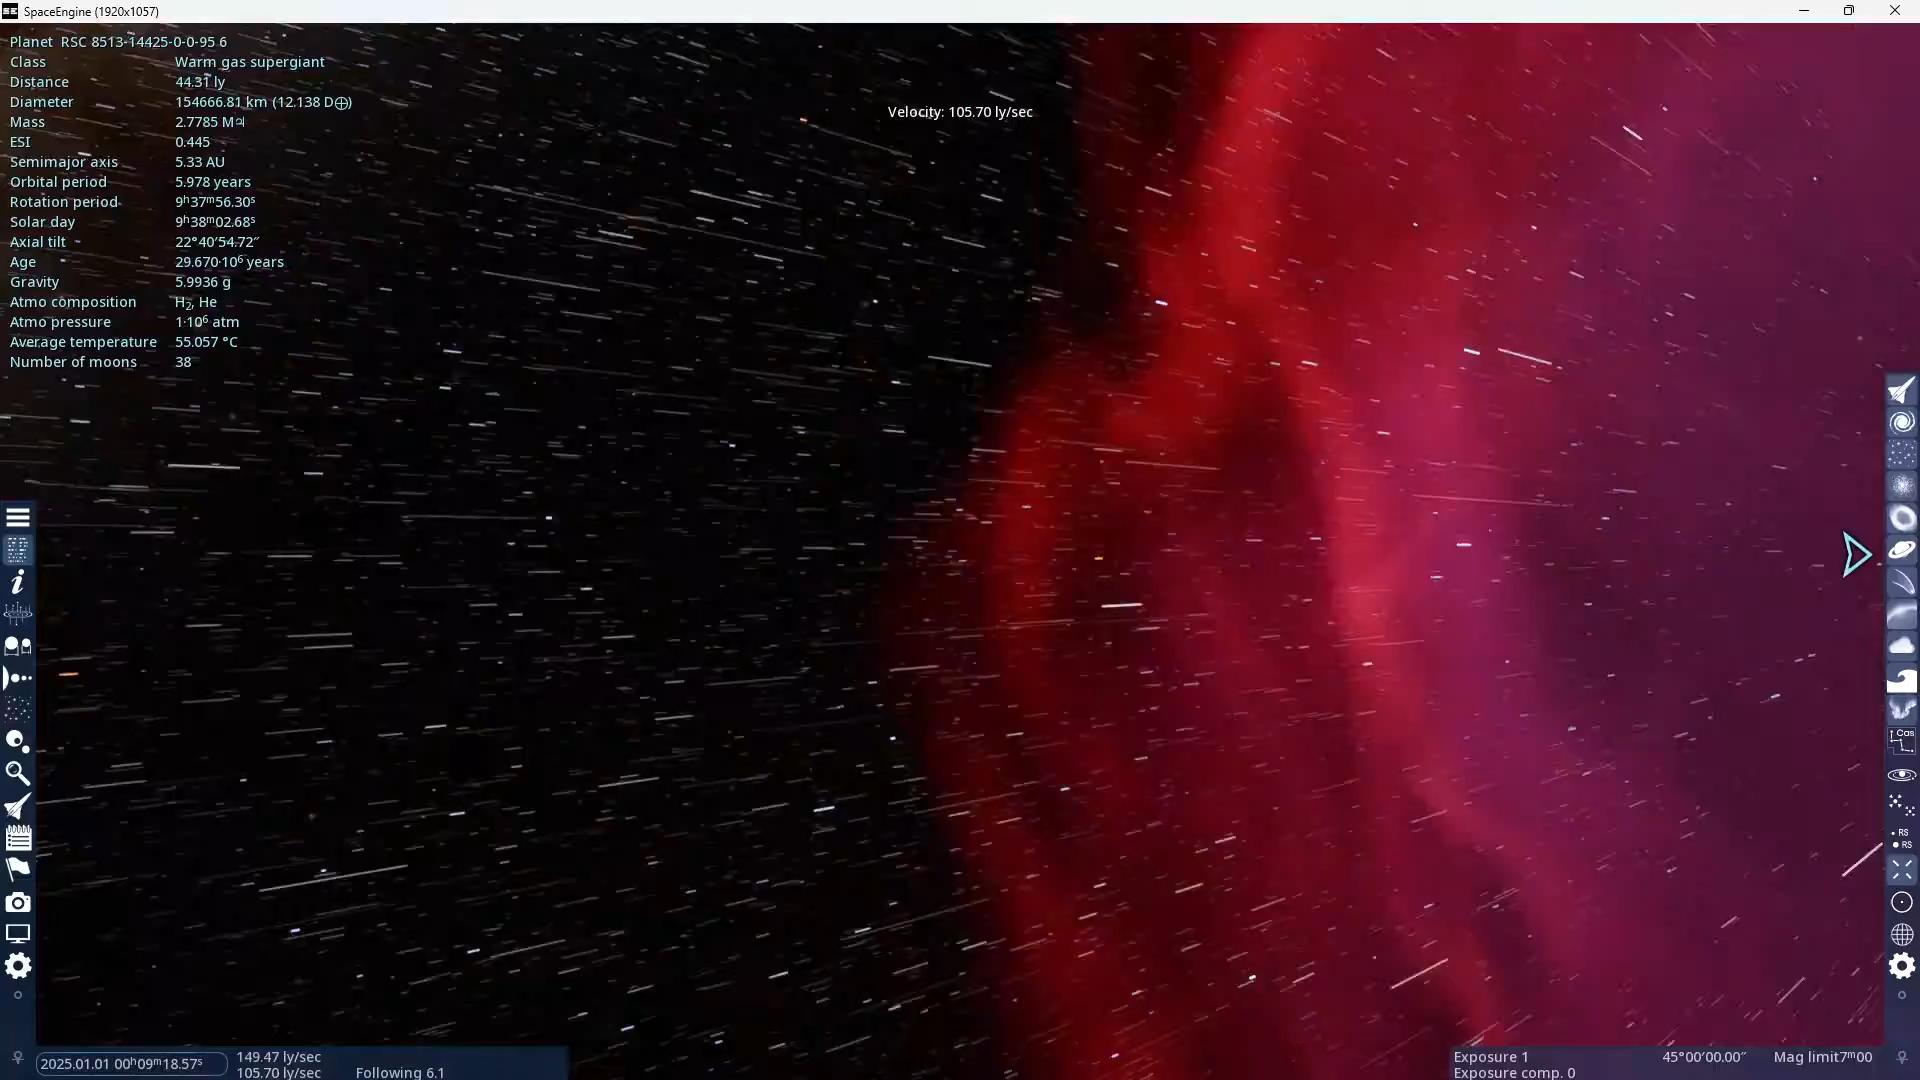 SpaceEngine (1920x1057)
Planet RSC 8513-14425-0-0-95 6
Class Warm gas supergiant
Distance 44.31 ly
Diameter 154666.81 km (12.138 D⊕)
Velocity: 105.70 ly/sec
Mass 2.7785 M♃
ESI 0.445
Semimajor axis 5.33 AU
Orbital period 5.978 years
Rotation period 9ʰ37ᵐ56.30ˢ
Solar day 9ʰ38ᵐ02.68ˢ
Axial tilt 22°40′54.72″
Age 29.670·10⁶ years
Gravity 5.9936 g
Atmo composition H₂, He
Atmo pressure 1·10⁶ atm
Average temperature 55.057 °C
Number of moons 38
Cas
RS
RS
2025.01.01 00ʰ09ᵐ18.57ˢ
149.47 ly/sec
105.70 ly/sec Following 6.1
Exposure 1 45°00′00.00″ Mag limit7ᵐ00
Exposure comp. 0